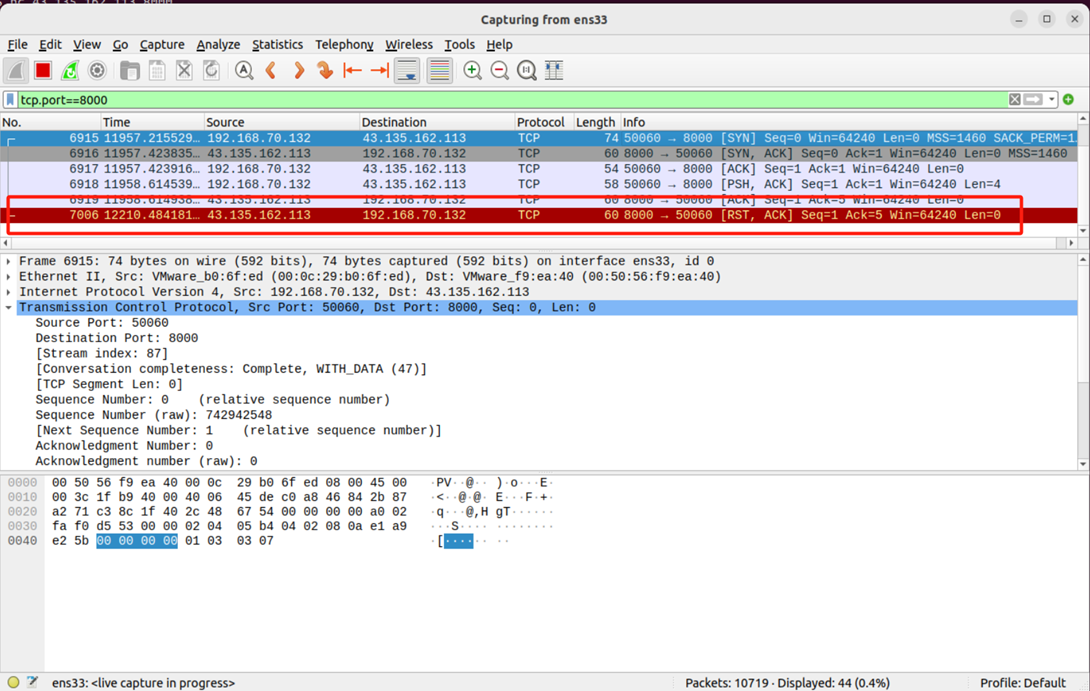 Capturing from ens33
File Edit View Go Capture Analyze Statistics Telephony Wireless Tools Help
tcp.port==8000
No. Time Source Destination Protocol Length Info
6915 11957.215529… 192.168.70.132 43.135.162.113 TCP 74 50060 → 8000 [SYN] Seq=0 Win=64240 Len=0 MSS=1460 SACK_PERM=1…
6916 11957.423835… 43.135.162.113 192.168.70.132 TCP 60 8000 → 50060 [SYN, ACK] Seq=0 Ack=1 Win=64240 Len=0 MSS=1460
6917 11957.423916… 192.168.70.132 43.135.162.113 TCP 54 50060 → 8000 [ACK] Seq=1 Ack=1 Win=64240 Len=0
6918 11958.614539… 192.168.70.132 43.135.162.113 TCP 58 50060 → 8000 [PSH, ACK] Seq=1 Ack=1 Win=64240 Len=4
6919 11958.614938… 43.135.162.113 192.168.70.132 TCP 60 8000 → 50060 [ACK] Seq=1 Ack=5 Win=64240 Len=0
7006 12210.484181… 43.135.162.113 192.168.70.132 TCP 60 8000 → 50060 [RST, ACK] Seq=1 Ack=5 Win=64240 Len=0
Frame 6915: 74 bytes on wire (592 bits), 74 bytes captured (592 bits) on interface ens33, id 0
Ethernet II, Src: VMware_b0:6f:ed (00:0c:29:b0:6f:ed), Dst: VMware_f9:ea:40 (00:50:56:f9:ea:40)
Internet Protocol Version 4, Src: 192.168.70.132, Dst: 43.135.162.113
Transmission Control Protocol, Src Port: 50060, Dst Port: 8000, Seq: 0, Len: 0
Source Port: 50060
Destination Port: 8000
[Stream index: 87]
[Conversation completeness: Complete, WITH_DATA (47)]
[TCP Segment Len: 0]
Sequence Number: 0 (relative sequence number)
Sequence Number (raw): 742942548
[Next Sequence Number: 1 (relative sequence number)]
Acknowledgment Number: 0
Acknowledgment number (raw): 0
0000 00 50 56 f9 ea 40 00 0c 29 b0 6f ed 08 00 45 00 ·PV··@·· )·o···E·
0010 00 3c 1f b9 40 00 40 06 45 de c0 a8 46 84 2b 87 ·<··@·@· E···F·+·
0020 a2 71 c3 8c 1f 40 2c 48 67 54 00 00 00 00 a0 02 ·q···@,H gT······
0030 fa f0 d5 53 00 00 02 04 05 b4 04 02 08 0a e1 a9 ···S···· ········
0040 e2 5b 00 00 00 00 01 03 03 07 ·[······ ··
ens33: <live capture in progress>
Packets: 10719 · Displayed: 44 (0.4%)
Profile: Default